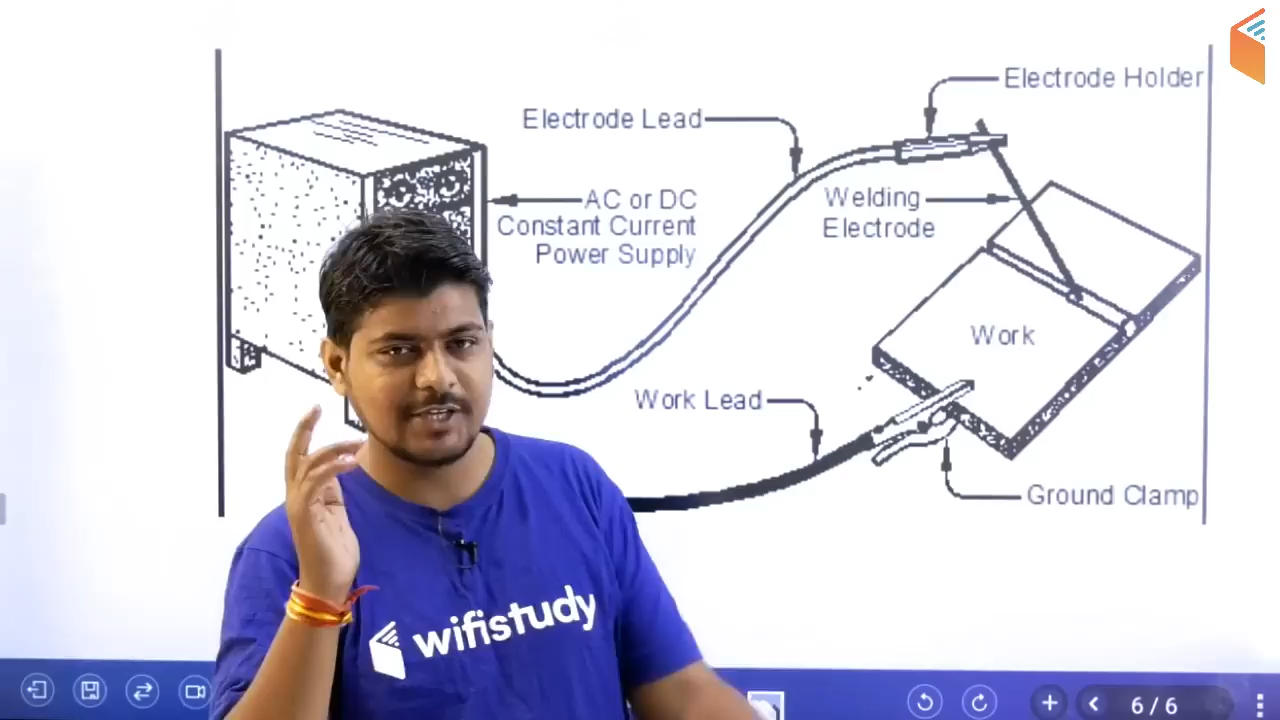 Electrode Holder
Electrode Lead
AC or DC
Constant Current
Power Supply
Welding
Electrode
Work
Work Lead
Ground Clamp
wifistudy
6 / 6